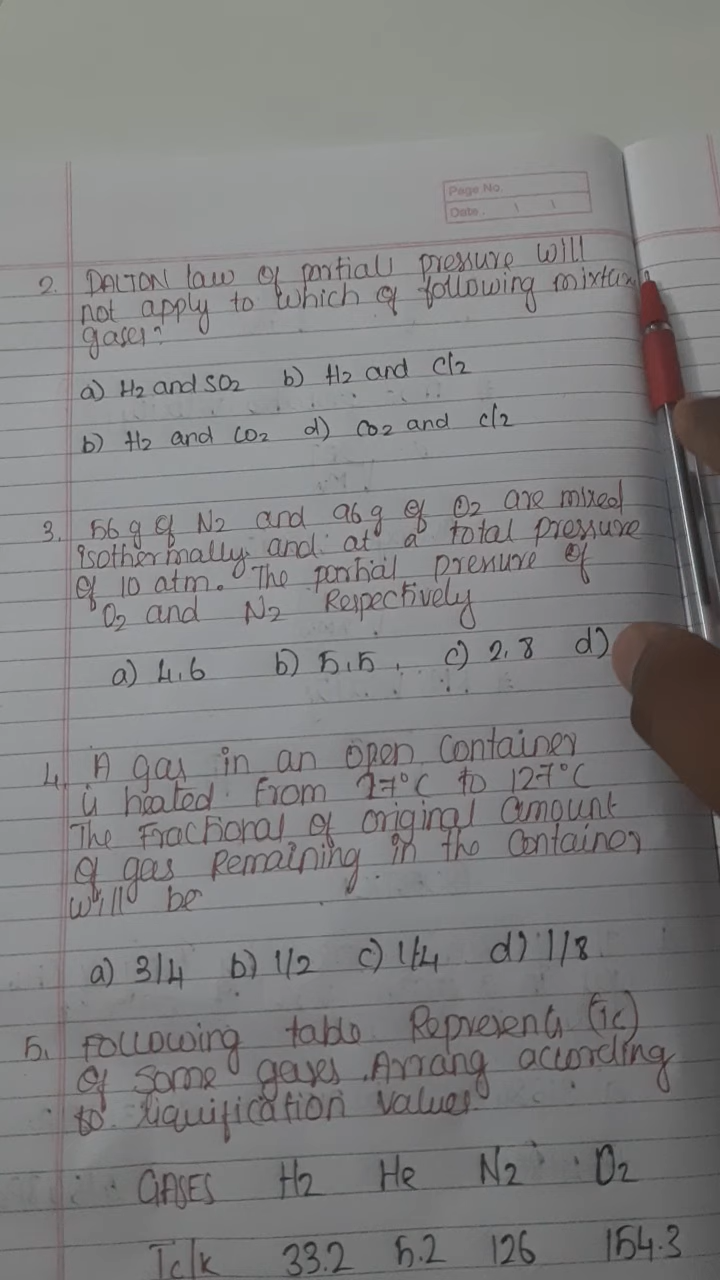 Page No.
Date.
2. DALTON law of partial pressure will
not apply to which of following mixture
gases?
a) H2 and SO2 b) H2 and Cl2
b) H2 and CO2 d) CO2 and Cl2
3. 56 g of N2 and 96 g of O2 are mixed
isothermally and at a total pressure
of 10 atm. The partial pressure of
O2 and N2 Respectively
a) 4,6 b) 5,5, c) 2,8 d)
4. A gas in an open container
is heated from 27°C to 127°C
The Fractional of original amount
of gas Remaining in the container
will be
a) 3/4 b) 1/2 c) 1/4 d) 1/8
5. Following table Represents (Tc)
of some gases. Arrang according
to liquification values
GASES H2 He N2 O2
Tc/k 33.2 5.2 126 154.3